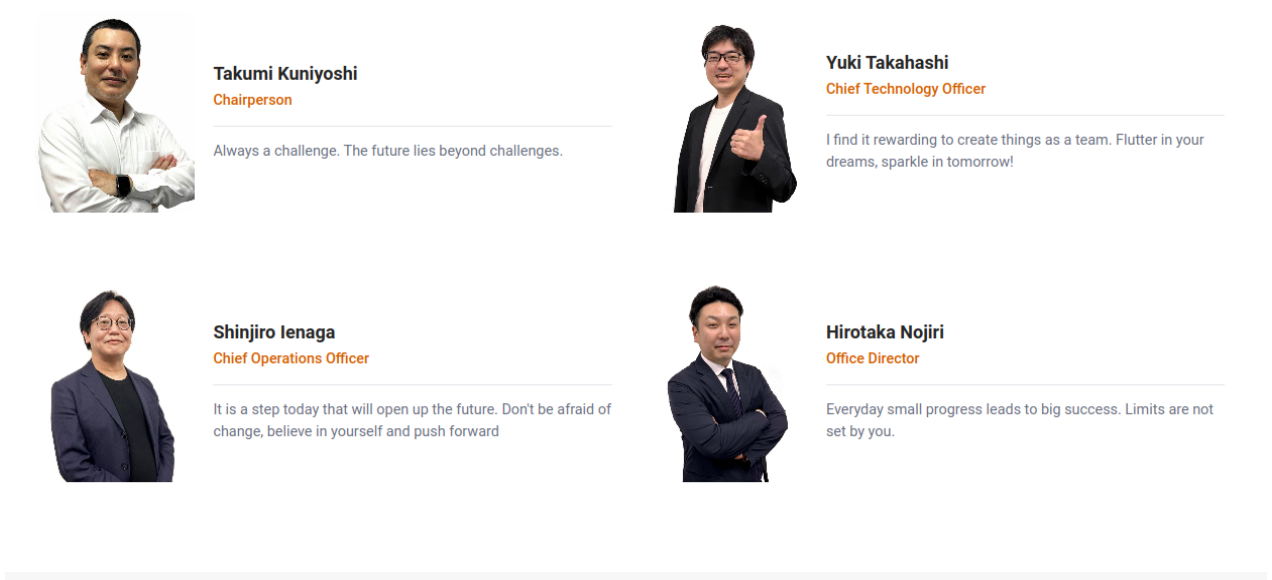 Takumi Kuniyoshi
Chairperson
Always a challenge. The future lies beyond challenges.
Yuki Takahashi
Chief Technology Officer
I find it rewarding to create things as a team. Flutter in your
dreams, sparkle in tomorrow!
Shinjiro Ienaga
Chief Operations Officer
It is a step today that will open up the future. Don't be afraid of
change, believe in yourself and push forward
Hirotaka Nojiri
Office Director
Everyday small progress leads to big success. Limits are not
set by you.